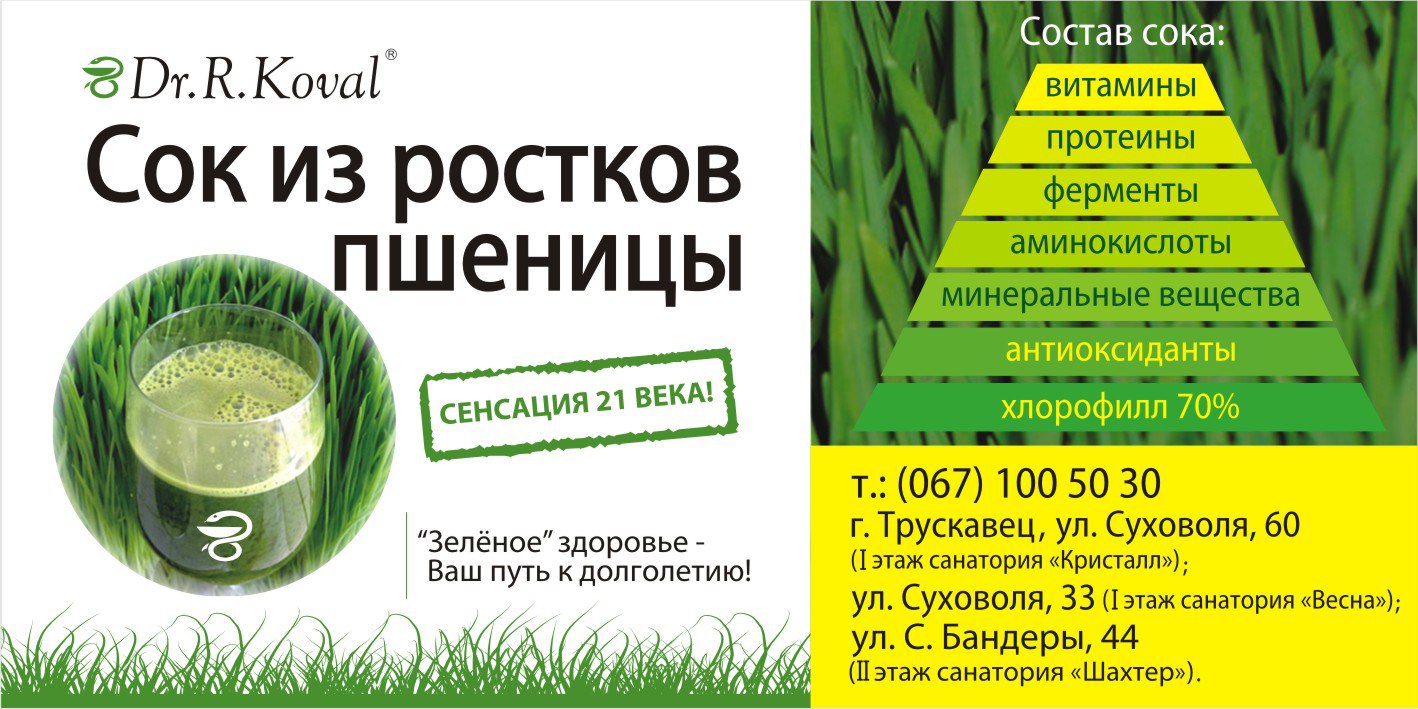 Dr. R. Koval®
Сок из ростков
пшеницы
СЕНСАЦИЯ 21 ВЕКА!
“Зелёное” здоровье -
Ваш путь к долголетию!
Состав сока:
витамины
протеины
ферменты
аминокислоты
минеральные вещества
антиоксиданты
хлорофилл 70%
т.: (067) 100 50 30
г. Трускавец, ул. Суховоля, 60
(I этаж санатория «Кристалл»);
ул. Суховоля, 33 (I этаж санатория «Весна»);
ул. С. Бандеры, 44
(II этаж санатория «Шахтер»).